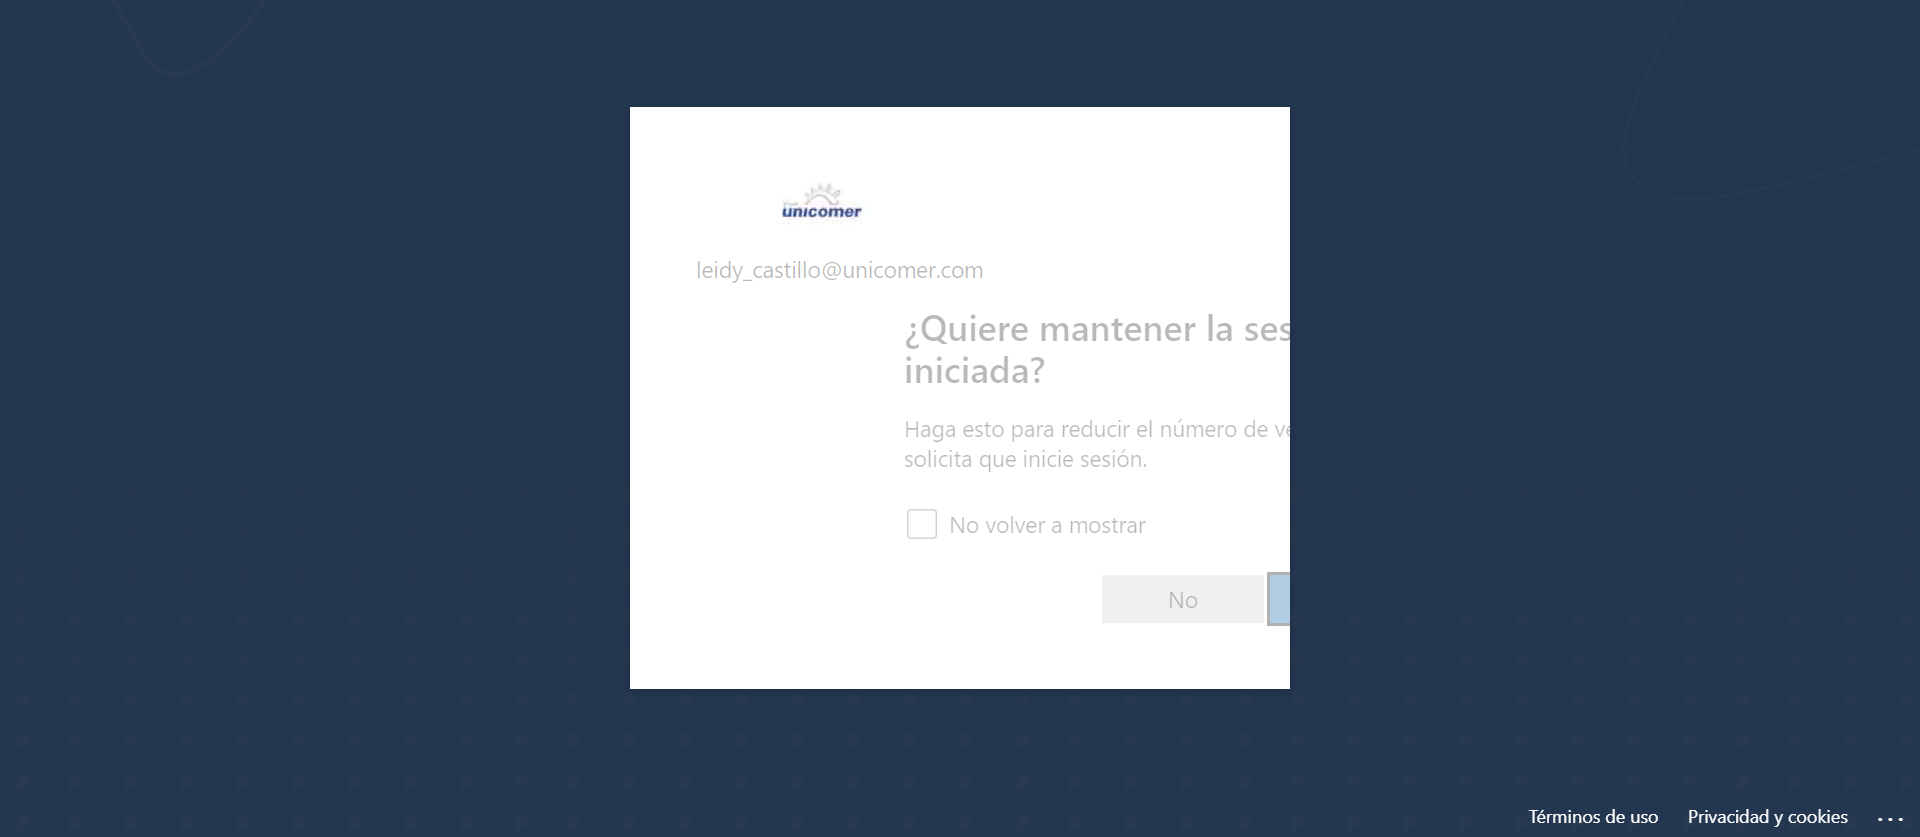 unicomer
leidy_castillo@unicomer.com
¿Quiere mantener la ses
iniciada?
Haga esto para reducir el número de ve
solicita que inicie sesión.
No volver a mostrar
No
Términos de uso Privacidad y cookies ...